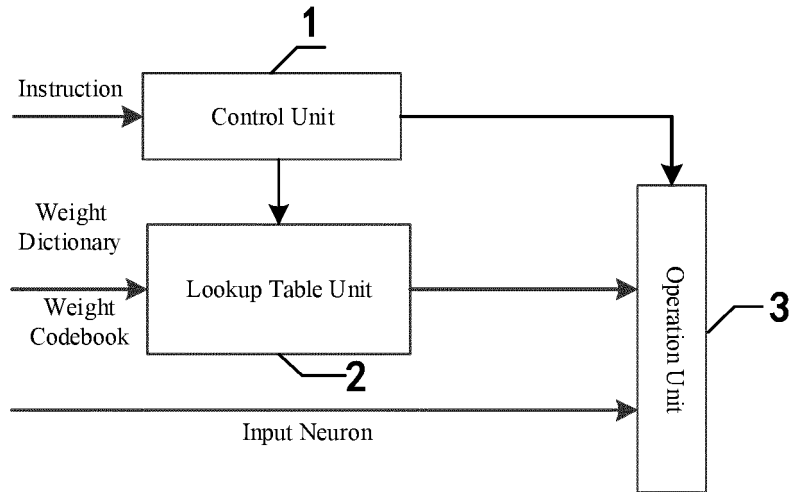 1
Instruction
Control Unit
Weight
Dictionary
Lookup Table Unit
Weight
Codebook
2
Operation Unit
3
Input Neuron